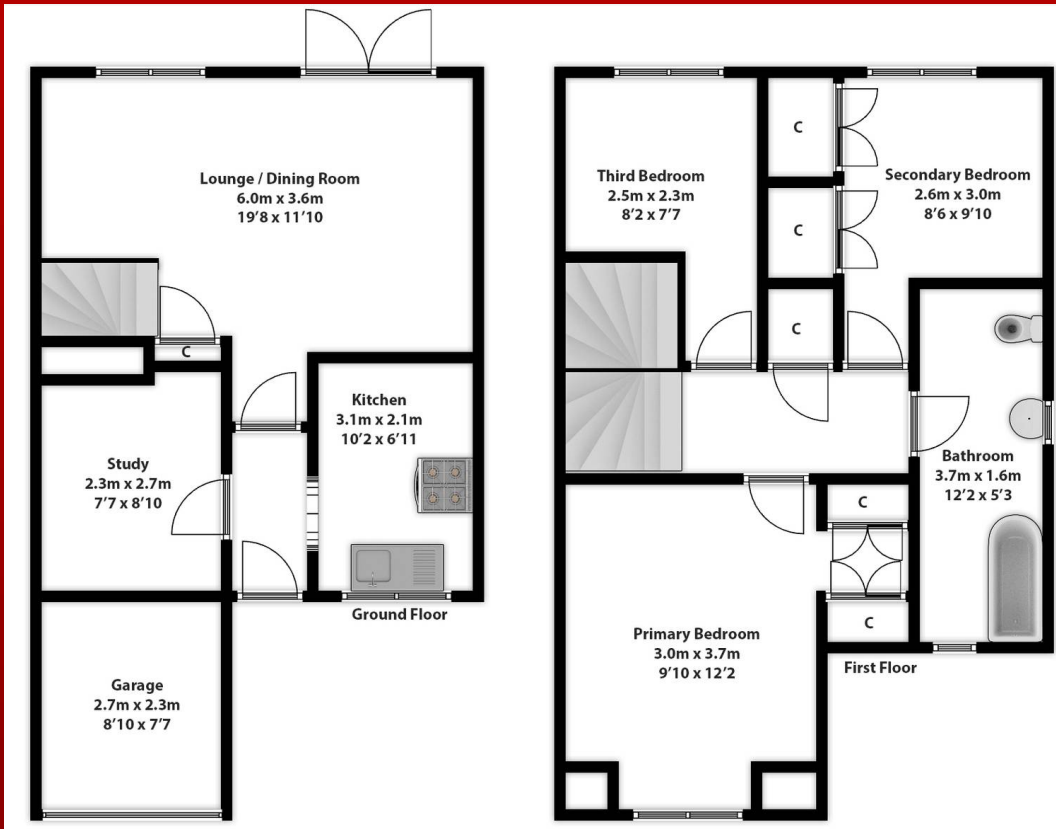 Lounge / Dining Room
6.0m x 3.6m
19'8 x 11'10
C
Kitchen
3.1m x 2.1m
10'2 x 6'11
Study
2.3m x 2.7m
7'7 x 8'10
Ground Floor
Garage
2.7m x 2.3m
8'10 x 7'7
Third Bedroom
2.5m x 2.3m
8'2 x 7'7
C
C
C
Secondary Bedroom
2.6m x 3.0m
8'6 x 9'10
Bathroom
3.7m x 1.6m
12'2 x 5'3
C
C
Primary Bedroom
3.0m x 3.7m
9'10 x 12'2
First Floor